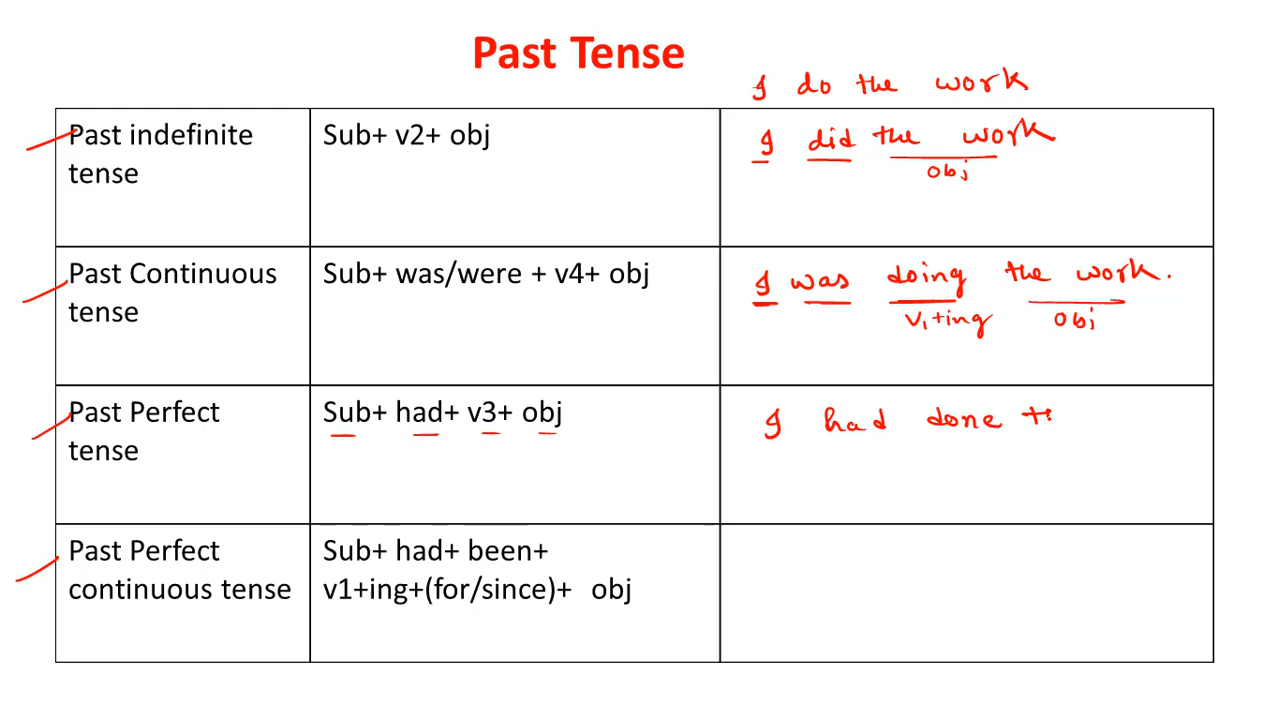 Past Tense
I do the work
Past indefinite
tense
Sub+ v2+ obj
I did the work
obj
Past Continuous
tense
Sub+ was/were + v4+ obj
I was doing the work.
v1+ing obj
Past Perfect
tense
Sub+ had+ v3+ obj
I had done
Past Perfect
continuous tense
Sub+ had+ been+
v1+ing+(for/since)+ obj